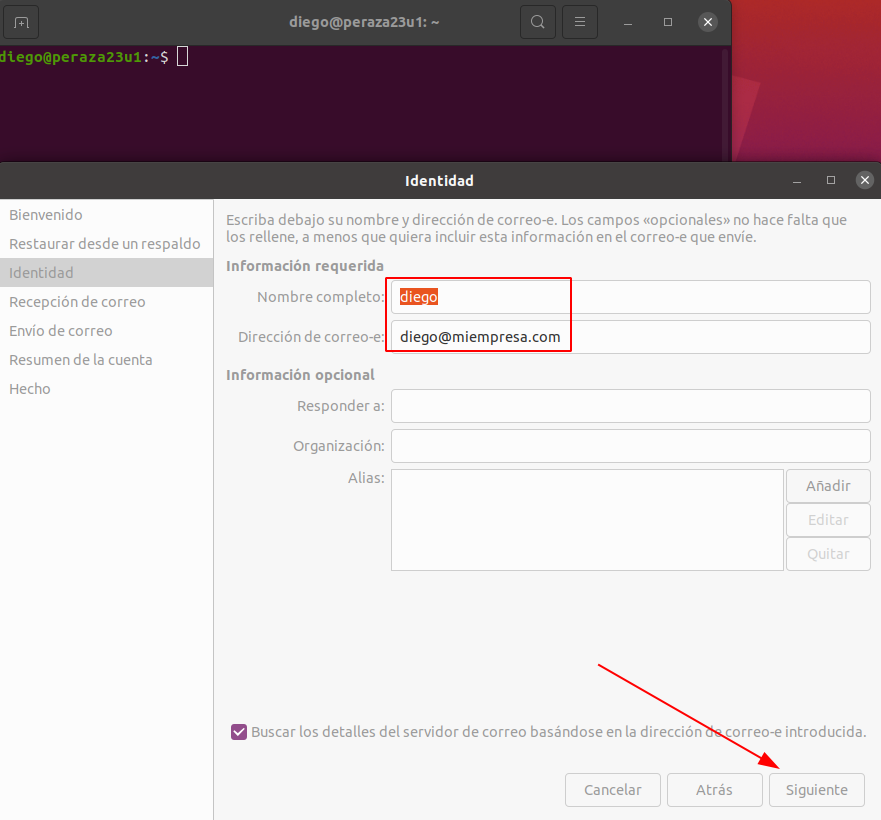 diego@peraza23u1: ~
diego@peraza23u1:~$
Identidad
Bienvenido
Restaurar desde un respaldo
Identidad
Recepción de correo
Envío de correo
Resumen de la cuenta
Hecho
Escriba debajo su nombre y dirección de correo-e. Los campos «opcionales» no hace falta que
los rellene, a menos que quiera incluir esta información en el correo-e que envíe.
Información requerida
Nombre completo: diego
Dirección de correo-e: diego@miempresa.com
Información opcional
Responder a:
Organización:
Alias:
Añadir
Editar
Quitar
Buscar los detalles del servidor de correo basándose en la dirección de correo-e introducida.
Cancelar Atrás Siguiente